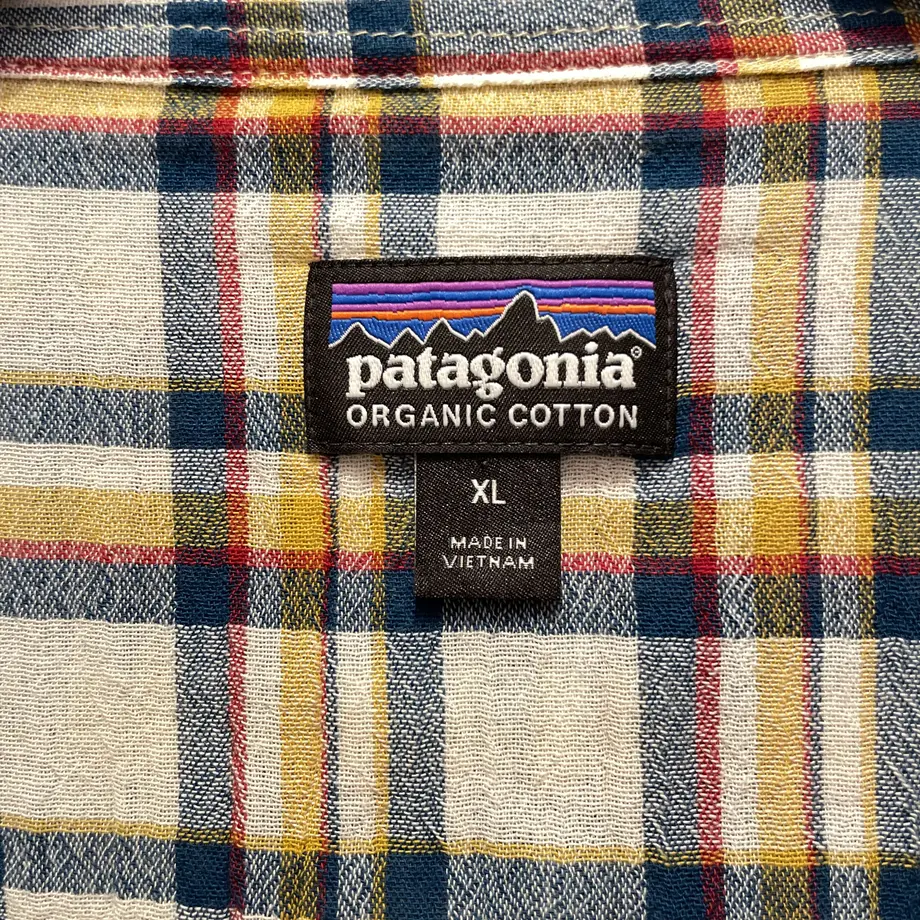 patagonia®
ORGANIC COTTON
XL
MADE IN
VIETNAM